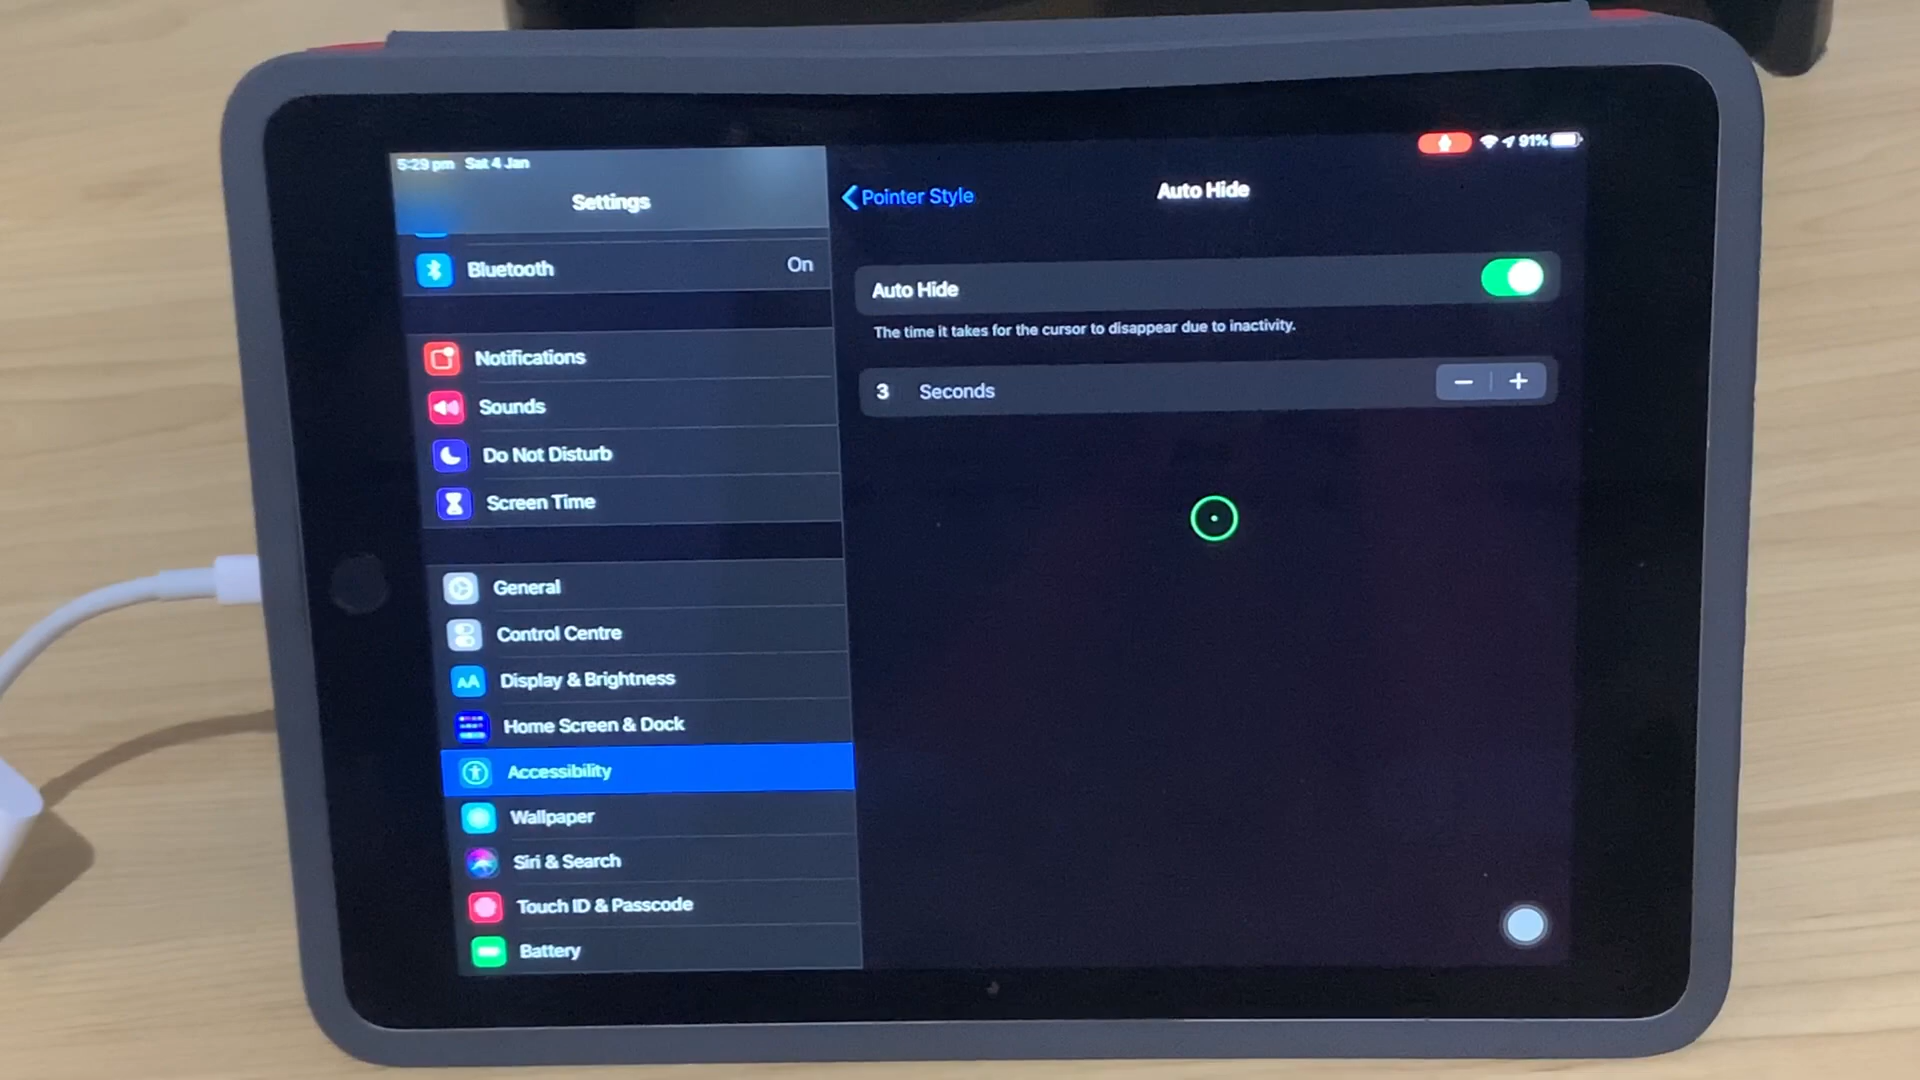 5:29 pm Sat 4 Jan
91%
Settings
Bluetooth On
Notifications
Sounds
Do Not Disturb
Screen Time
General
Control Centre
AA Display & Brightness
Home Screen & Dock
Accessibility
Wallpaper
Siri & Search
Touch ID & Passcode
Battery
Pointer Style
Auto Hide
Auto Hide
The time it takes for the cursor to disappear due to inactivity.
3 Seconds − +